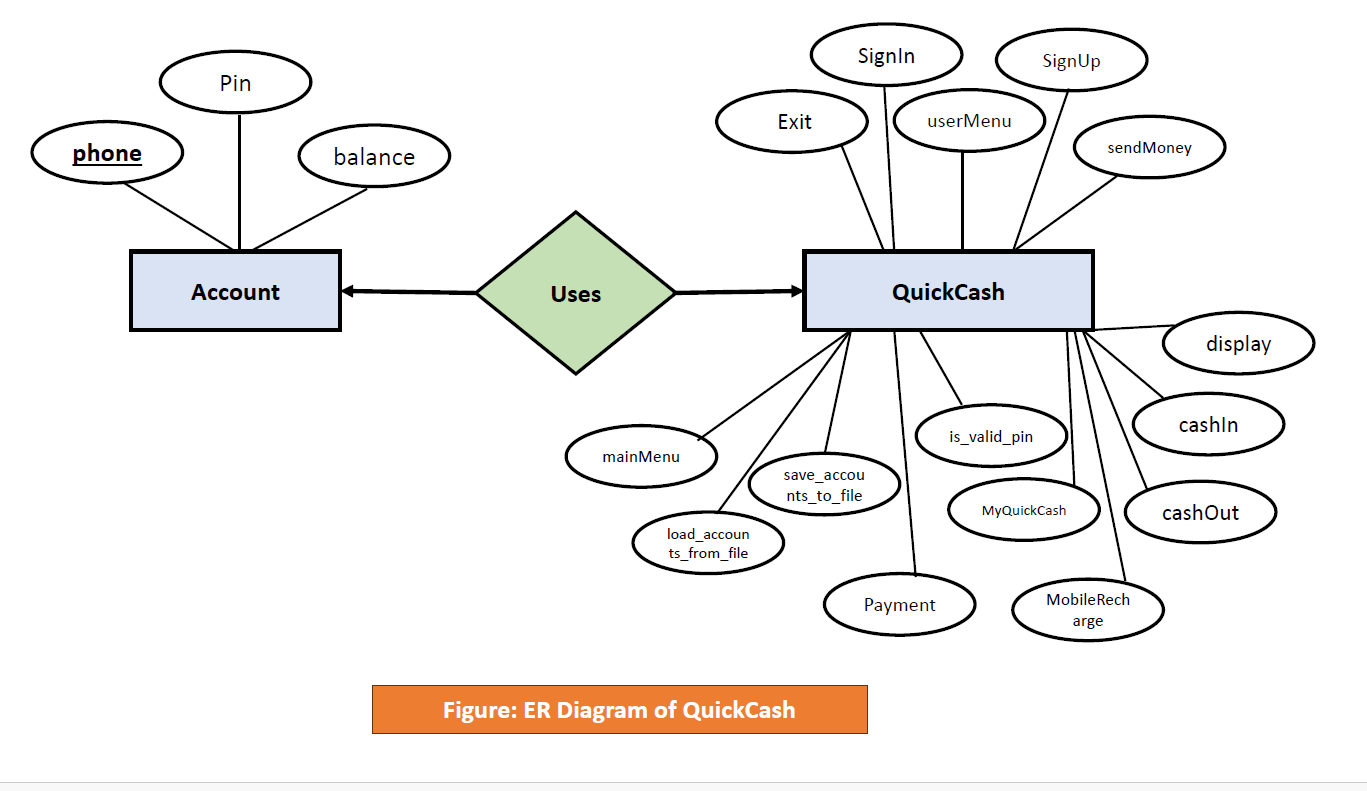 SignIn
SignUp
Pin
Exit
userMenu
phone
balance
sendMoney
Account
Uses
QuickCash
display
cashIn
is_valid_pin
mainMenu
save_accou
nts_to_file
MyQuickCash
cashOut
load_accoun
ts_from_file
Payment
MobileRech
arge
Figure: ER Diagram of QuickCash